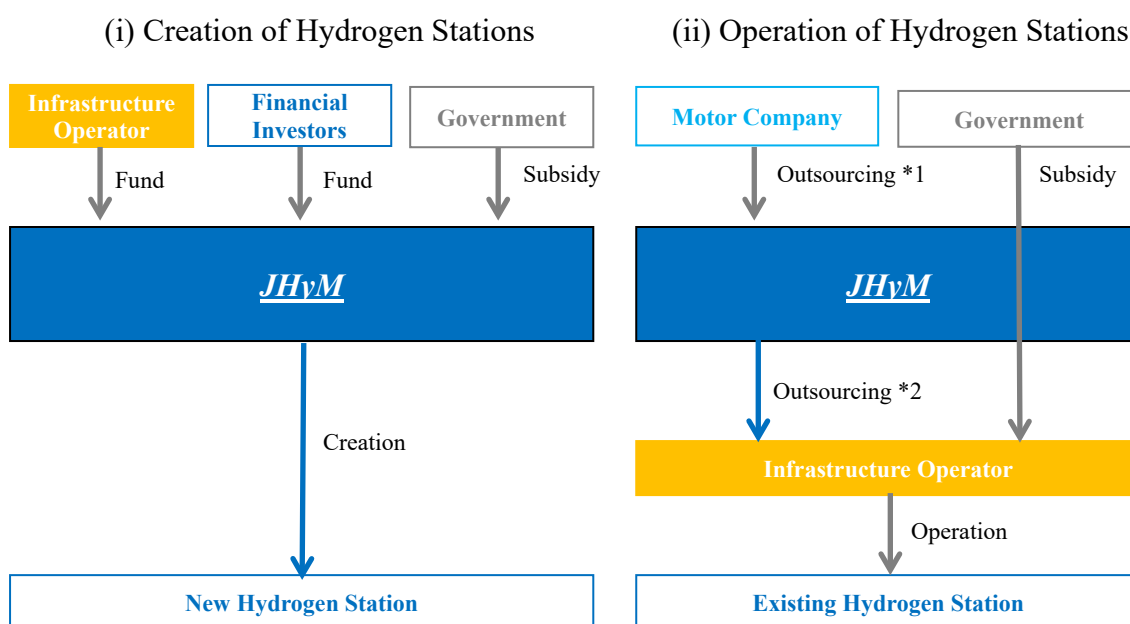 (i) Creation of Hydrogen Stations
(ii) Operation of Hydrogen Stations
Infrastructure
Operator
Financial
Investors
Government
Fund
Fund
Subsidy
JHyM
Creation
New Hydrogen Station
Motor Company
Government
Outsourcing *1
Subsidy
JHyM
Outsourcing *2
Infrastructure Operator
Operation
Existing Hydrogen Station